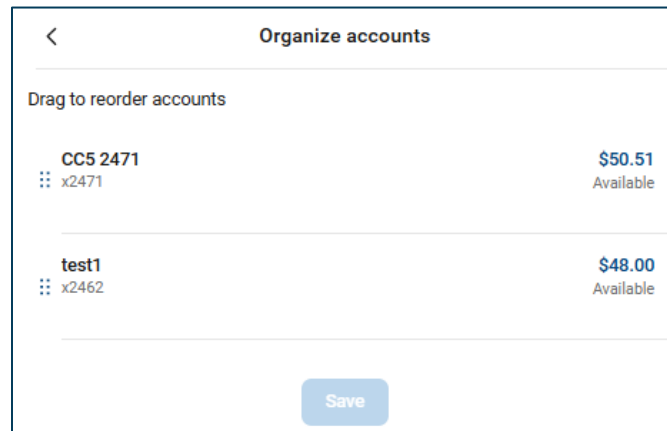 Organize accounts
Drag to reorder accounts
CC5 2471
$50.51
x2471
Available
test1
$48.00
x2462
Available
Save